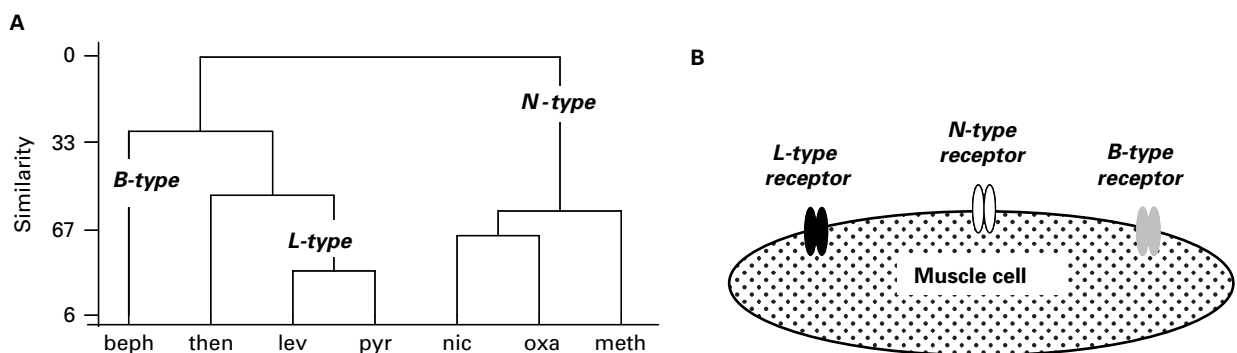 A
0
33
67
6
Similarity
B-type
L-type
N-type
beph then lev pyr nic oxa meth
B
L-type
receptor
N-type
receptor
B-type
receptor
Muscle cell